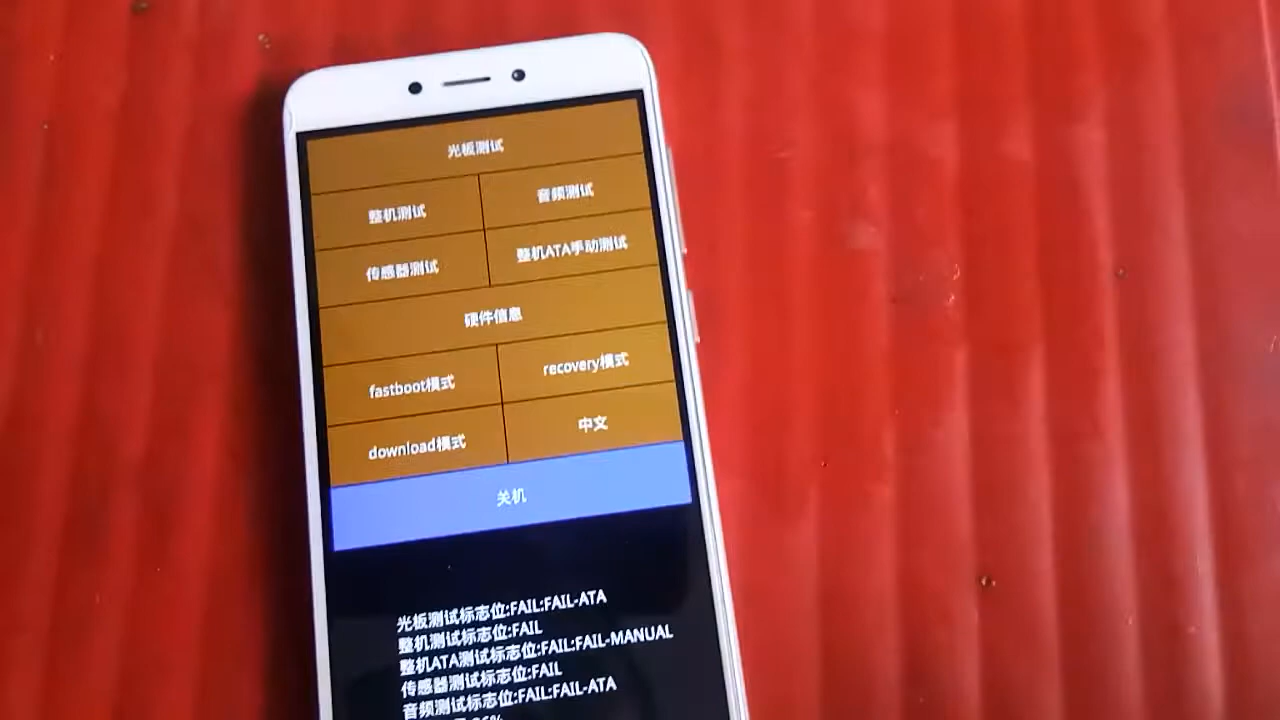 光板测试
整机测试
音频测试
传感器测试
整机ATA手动测试
硬件信息
fastboot模式
recovery模式
download模式
中文
关机
光板测试标志位:FAIL:FAIL-ATA
整机测试标志位:FAIL
整机ATA测试标志位:FAIL:FAIL-MANUAL
传感器测试标志位:FAIL
音频测试标志位:FAIL:FAIL-ATA